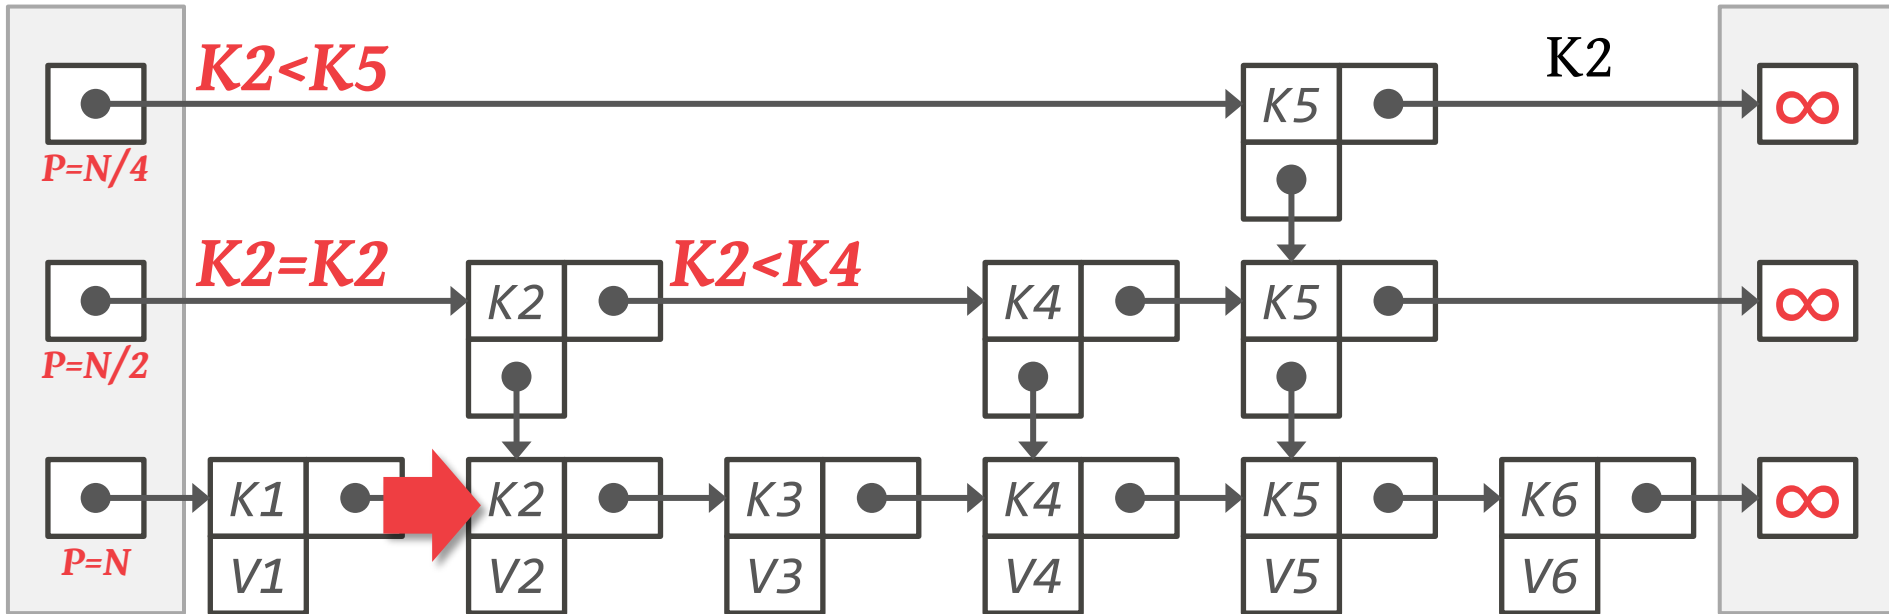 K2<K5 K2
K5 ∞
P=N/4
K2=K2 K2<K4
K2 K4 K5 ∞
P=N/2
K1 K2 K3 K4 K5 K6 ∞
P=N
V1 V2 V3 V4 V5 V6